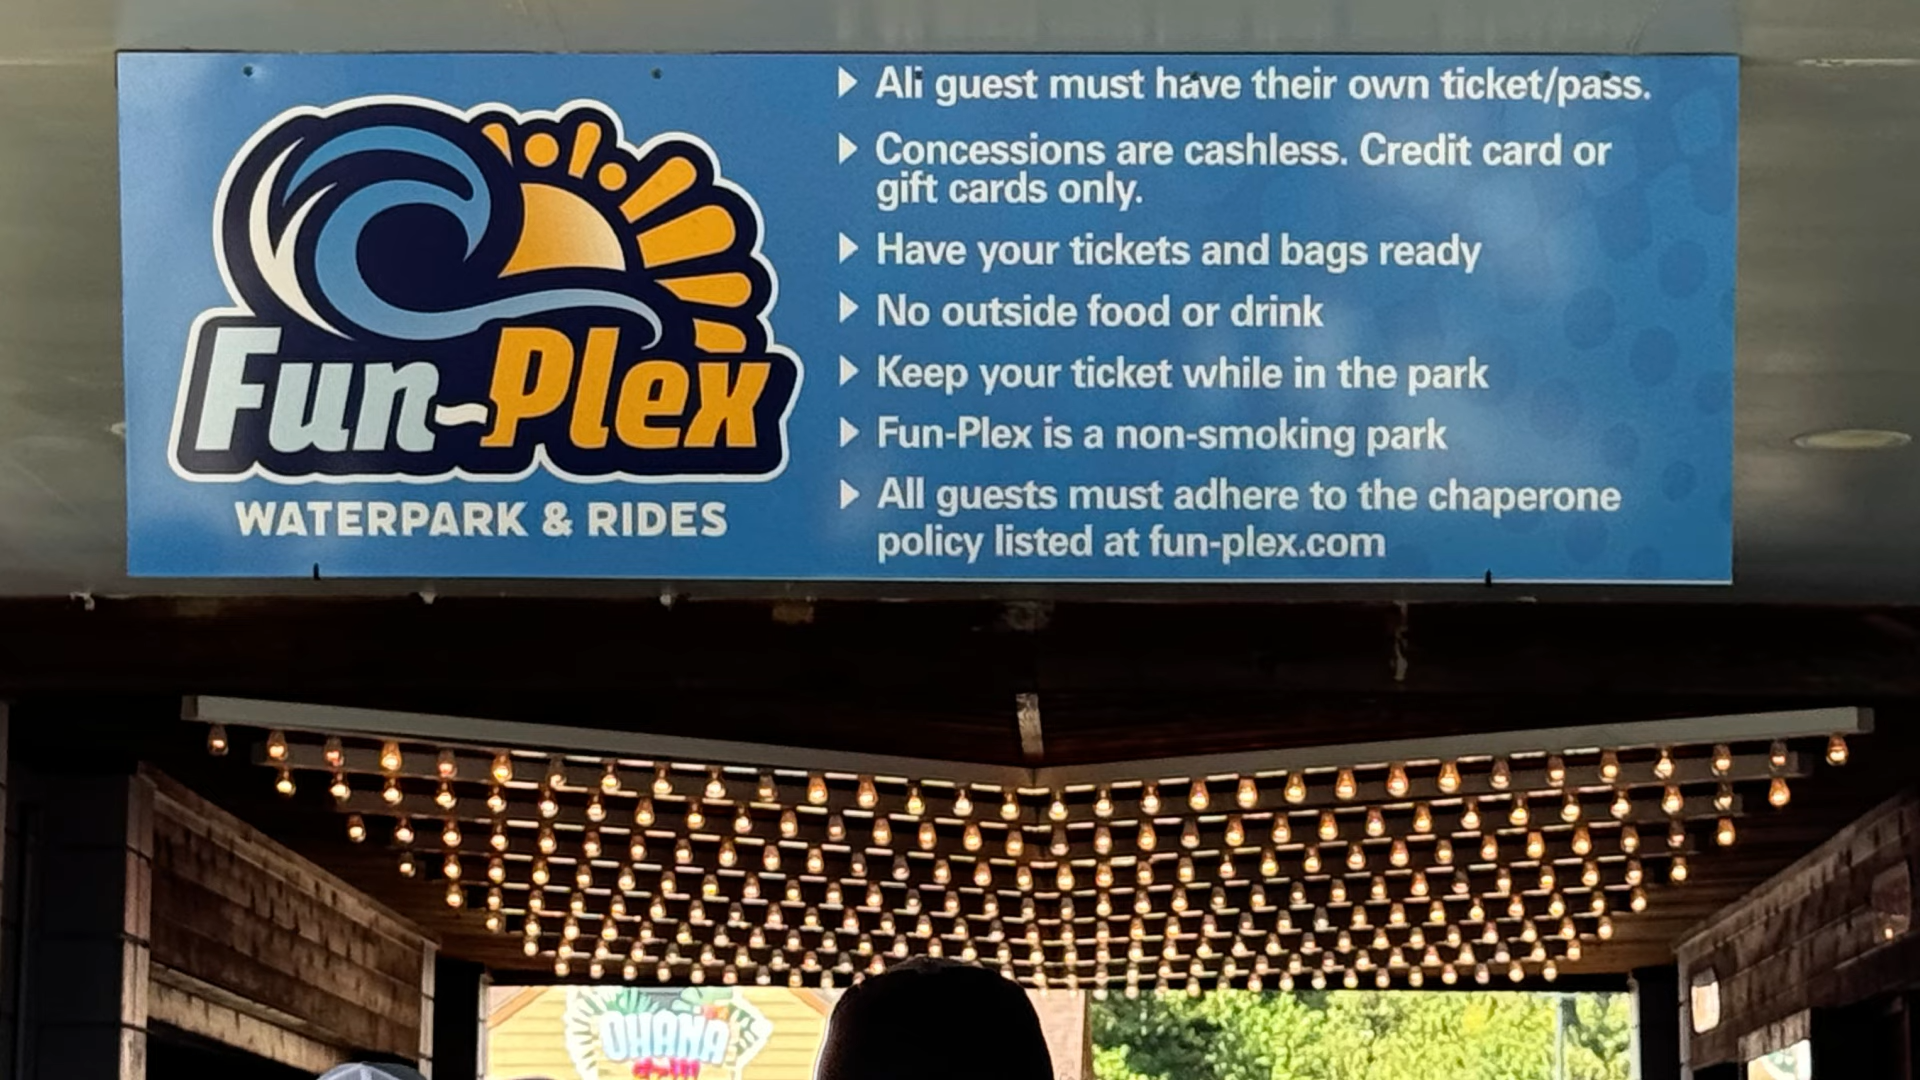 Fun-Plex
WATERPARK & RIDES
Ali guest must have their own ticket/pass.
Concessions are cashless. Credit card or
gift cards only.
Have your tickets and bags ready
No outside food or drink
Keep your ticket while in the park
Fun-Plex is a non-smoking park
All guests must adhere to the chaperone
policy listed at fun-plex.com
OHANA